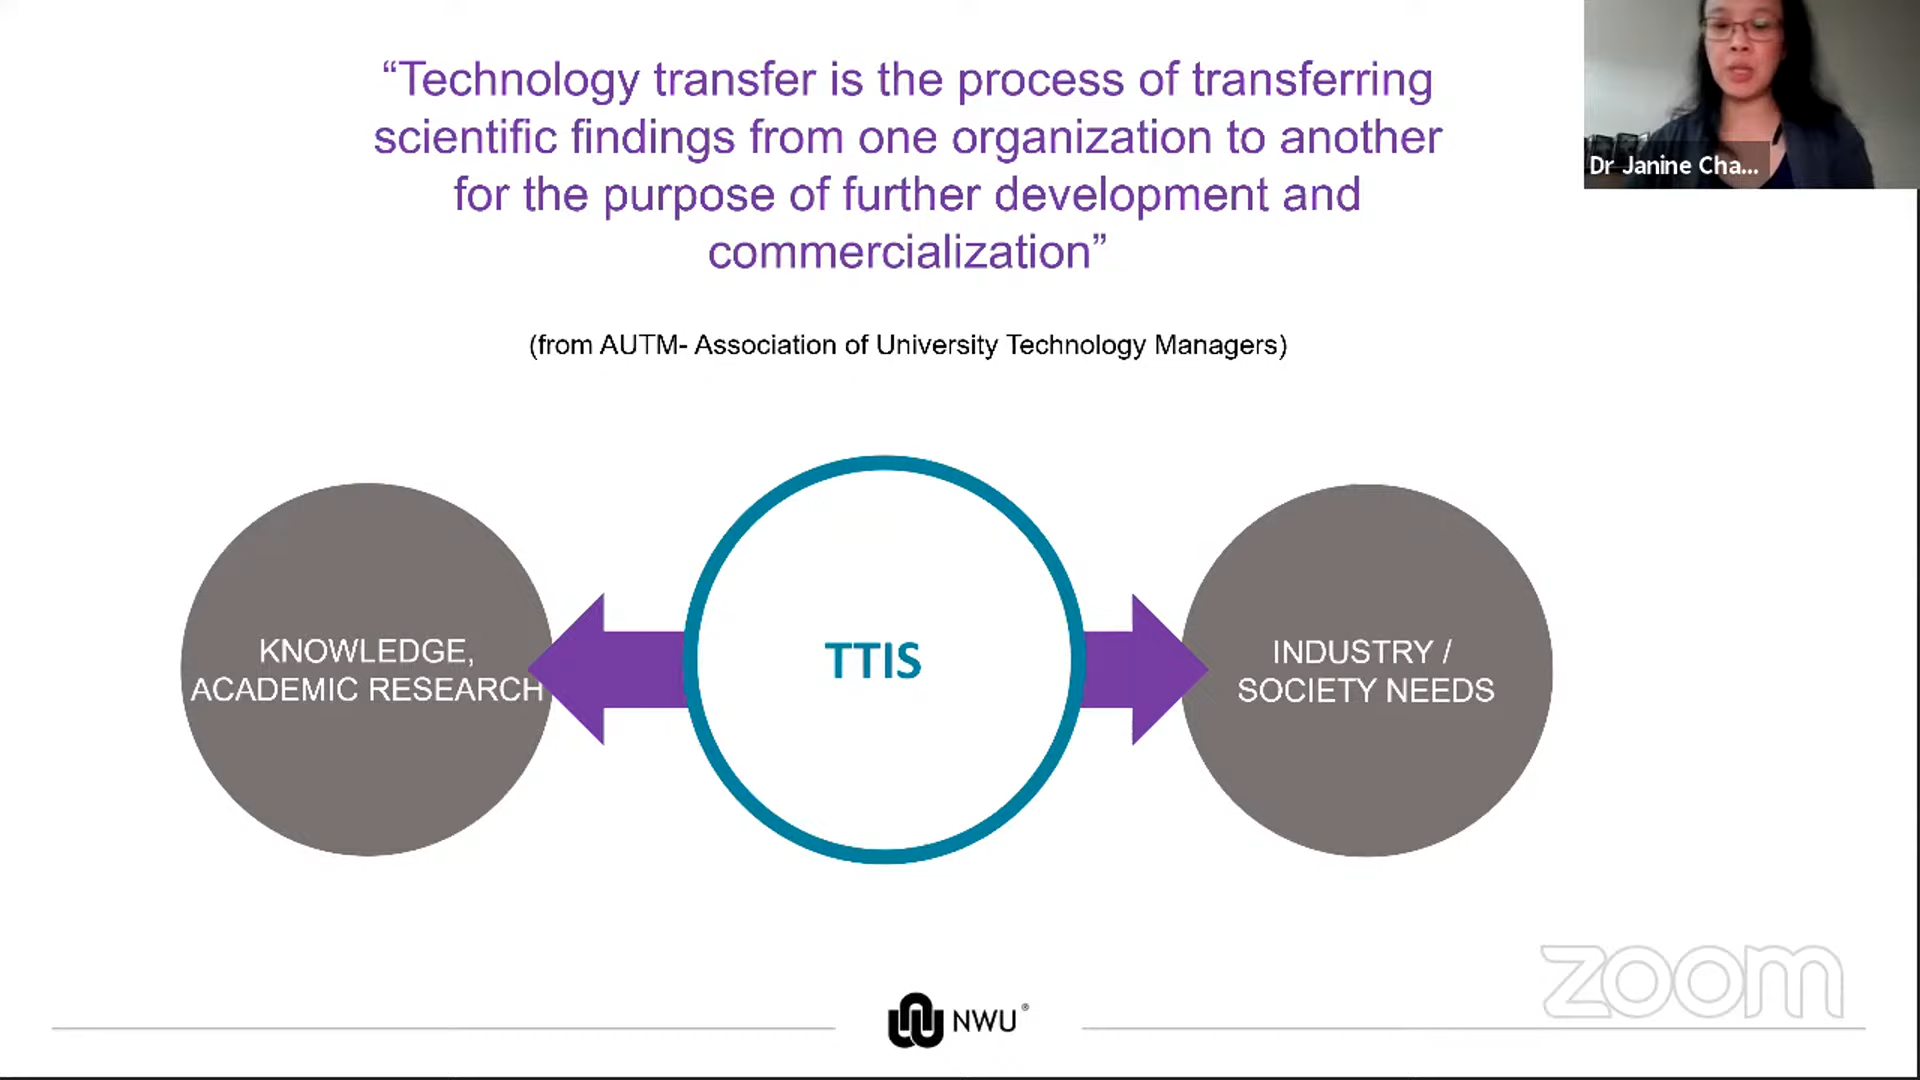 “Technology transfer is the process of transferring
scientific findings from one organization to another
for the purpose of further development and
commercialization”
Dr Janine Cha...
(from AUTM- Association of University Technology Managers)
KNOWLEDGE,
ACADEMIC RESEARCH
TTIS
INDUSTRY /
SOCIETY NEEDS
zoom
NWU®